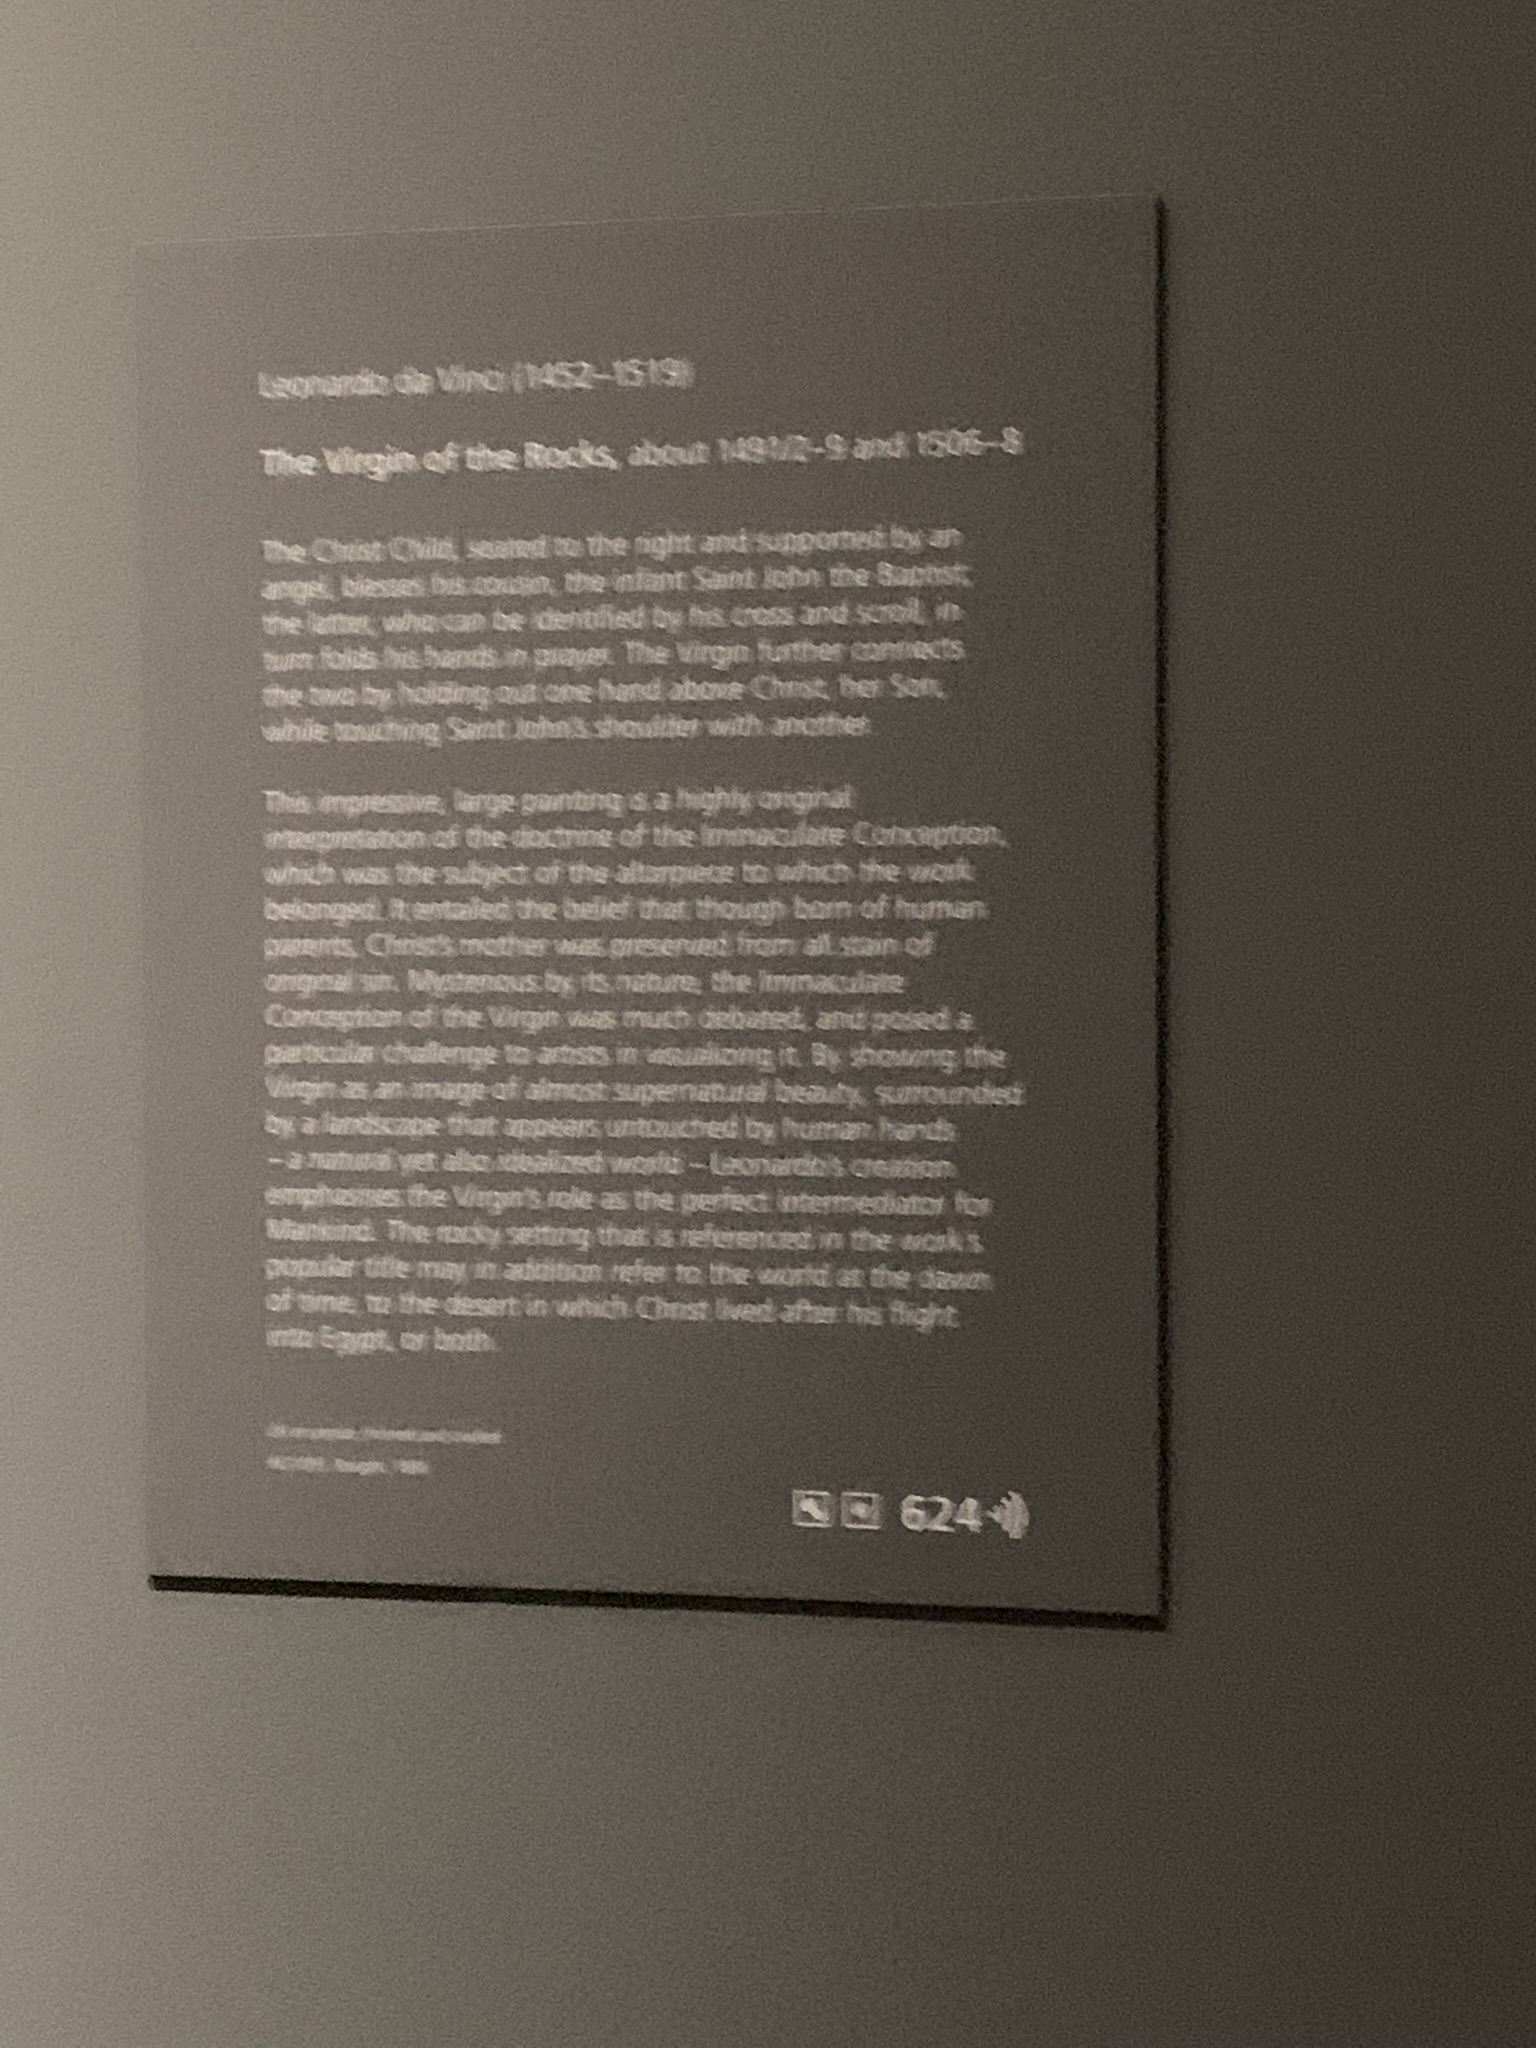 Leonardo da Vinci (1452–1519)
The Virgin of the Rocks, about 1491/2–9 and 1506–8
The Christ Child, seated to the right and supported by an
angel, blesses his cousin, the infant Saint John the Baptist;
the latter, who can be identified by his cross and scroll, in
turn folds his hands in prayer. The Virgin further connects
the two by holding out one hand above Christ, her Son,
while touching Saint John's shoulder with another.
This impressive, large painting is a highly original
interpretation of the doctrine of the Immaculate Conception,
which was the subject of the altarpiece to which the work
belonged. It entailed the belief that though born of human
parents, Christ's mother was preserved from all stain of
original sin. Mysterious by its nature, the Immaculate
Conception of the Virgin was much debated, and posed a
particular challenge to artists in visualizing it. By showing the
Virgin as an image of almost supernatural beauty, surrounded
by a landscape that appears untouched by human hands
– a natural yet also idealized world – Leonardo's creation
emphasises the Virgin's role as the perfect intermediator for
Mankind. The rocky setting that is referenced in the work's
popular title may in addition refer to the world at the dawn
of time, to the desert in which Christ lived after his flight
into Egypt, or both.
624